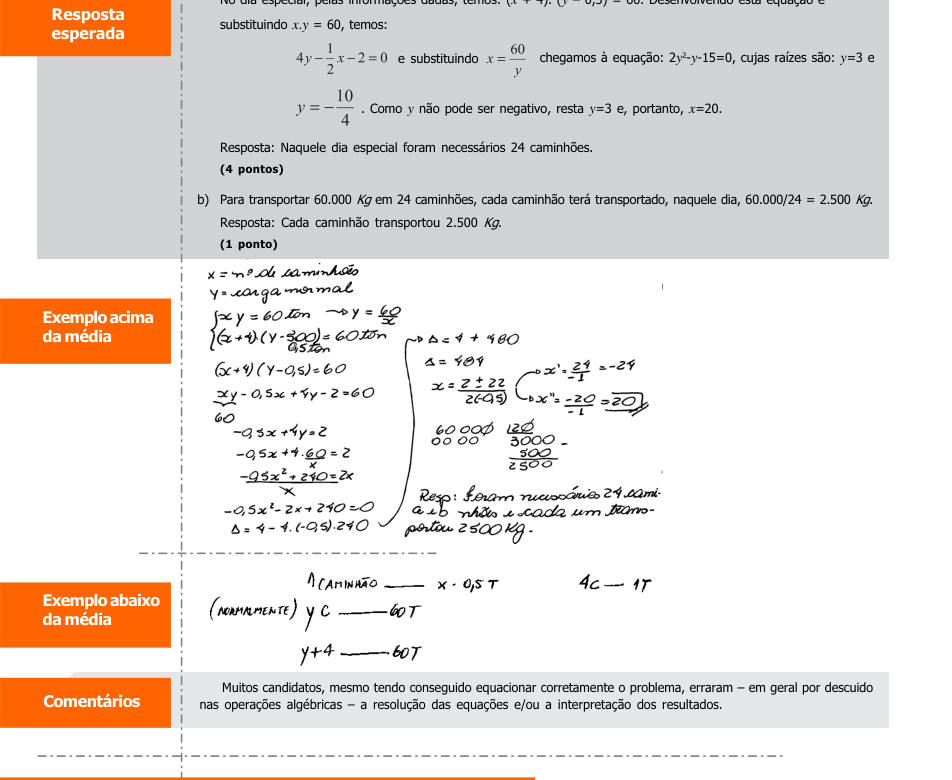 Resposta
esperada
No dia especial, pelas informações dadas, temos: (x + 4). (y – 0,5) = 60. Desenvolvendo esta equação e
substituindo x.y = 60, temos:
4y – 1/2 x – 2 = 0 e substituindo x = 60/y chegamos à equação: 2y²-y-15=0, cujas raízes são: y=3 e
y = – 10/4 . Como y não pode ser negativo, resta y=3 e, portanto, x=20.
Resposta: Naquele dia especial foram necessários 24 caminhões.
(4 pontos)
b) Para transportar 60.000 Kg em 24 caminhões, cada caminhão terá transportado, naquele dia, 60.000/24 = 2.500 Kg.
Resposta: Cada caminhão transportou 2.500 Kg.
(1 ponto)
Exemplo acima
da média
x = nº de caminhões
y = carga normal
{xy = 60 ton → y = 60/x
(x+4)(y-500) = 60 ton
0,5 ton
(x+4)(y-0,5) = 60
xy - 0,5x + 4y - 2 = 60
60
-0,5x + 4y = 2
-0,5x + 4.60/x = 2
-0,5x² + 240 = 2x
x
-0,5x² - 2x + 240 = 0
Δ = 4 - 4.(-0,5).240
→ Δ = 4 + 480
Δ = 484
x = 2 ± 22 / 2(-0,5)
x' = 24/-1 = -24
x" = -20/-1 = 20
60 000 120
00 00 3000 -
500
2500
Resp: Foram necessários 24 cami-
a e b nhões e cada um trans-
portou 2500 Kg.
Exemplo abaixo
da média
1 CAMINHÃO — x - 0,5 T 4C — 1T
(NORMALMENTE) y C — 60T
y+4 — 60T
Comentários
Muitos candidatos, mesmo tendo conseguido equacionar corretamente o problema, erraram – em geral por descuido
nas operações algébricas – a resolução das equações e/ou a interpretação dos resultados.